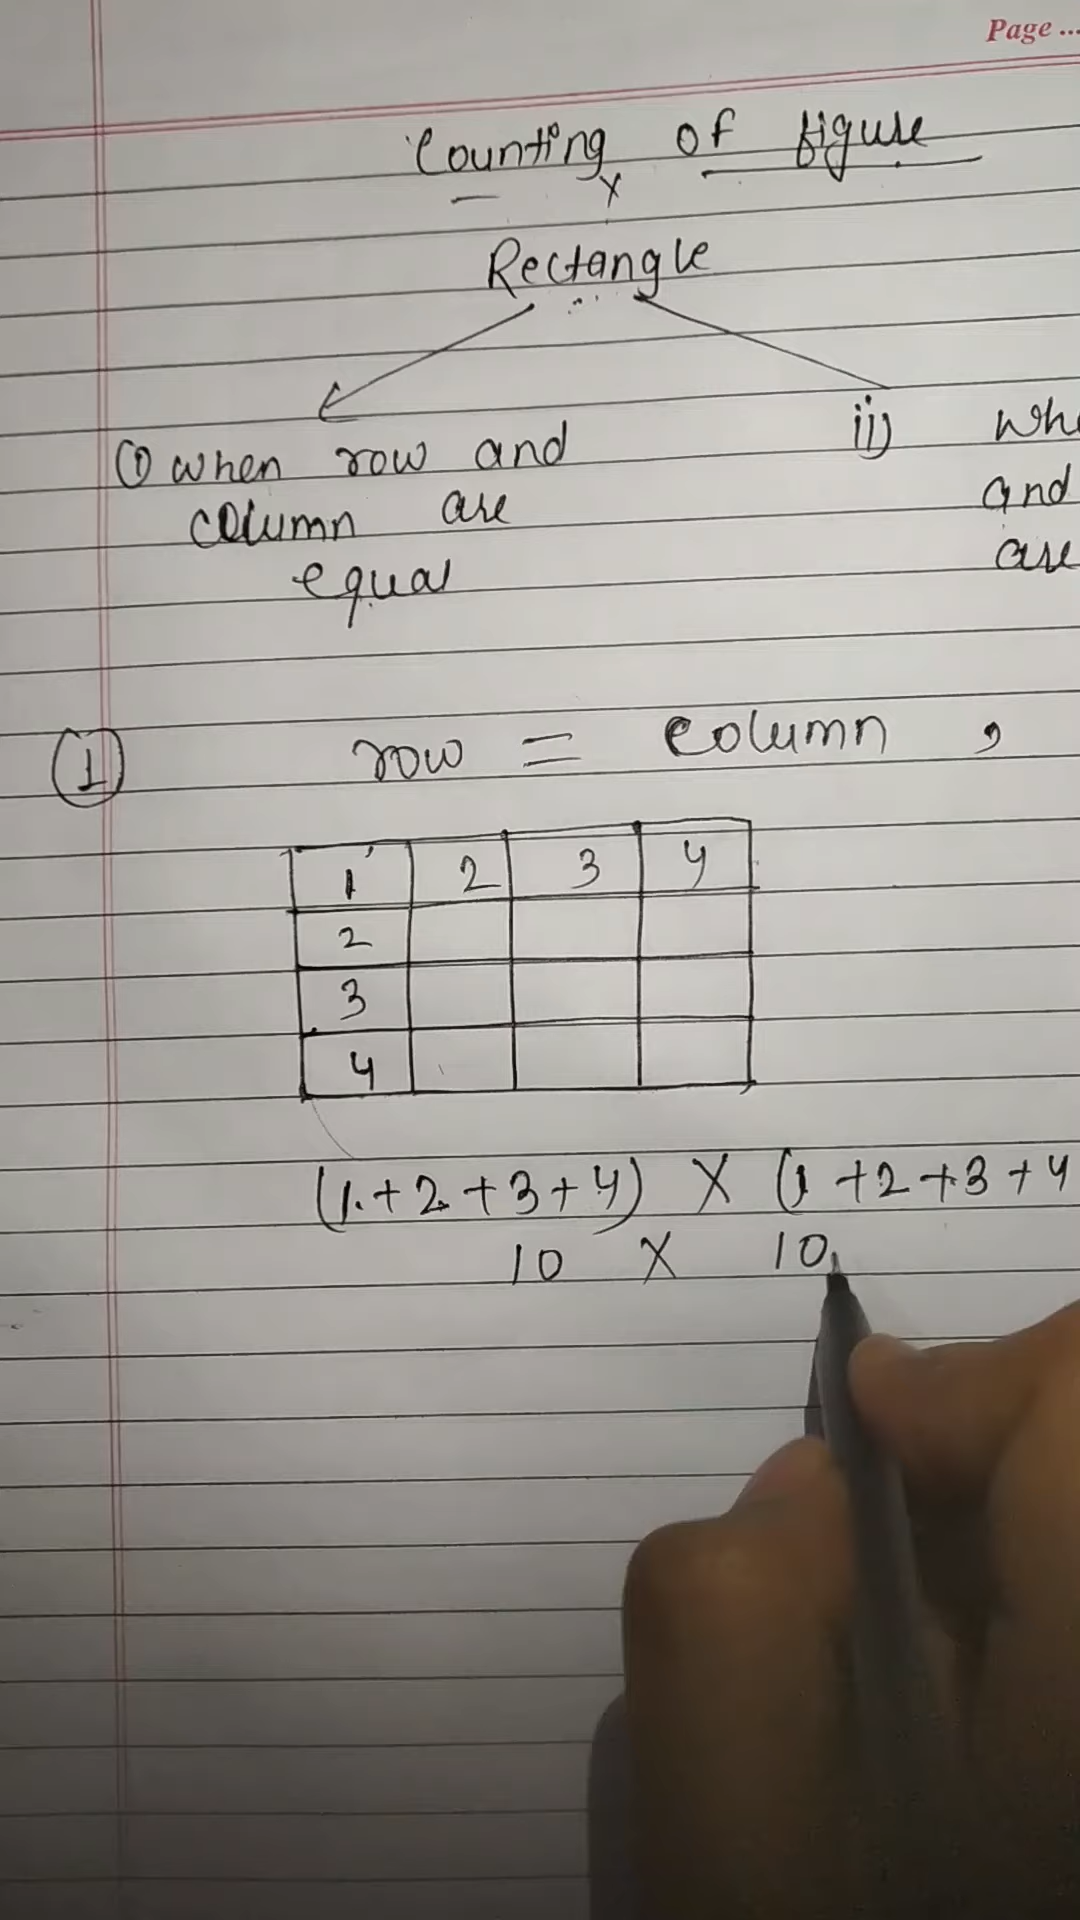 Page ...
Counting of figure
Rectangle
① when row and
column are
equal
ii)
and
are
① row = column ,
1 2 3 4
2
3
4
(1+2+3+4) X (1+2+3+4
10 X 10